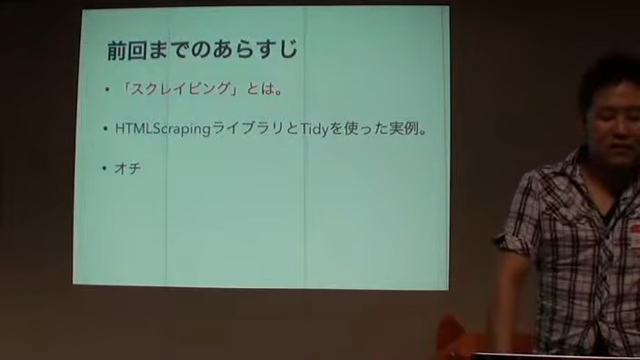 前回までのあらすじ
• 「スクレイピング」とは。
• HTMLScrapingライブラリとTidyを使った実例。
• オチ